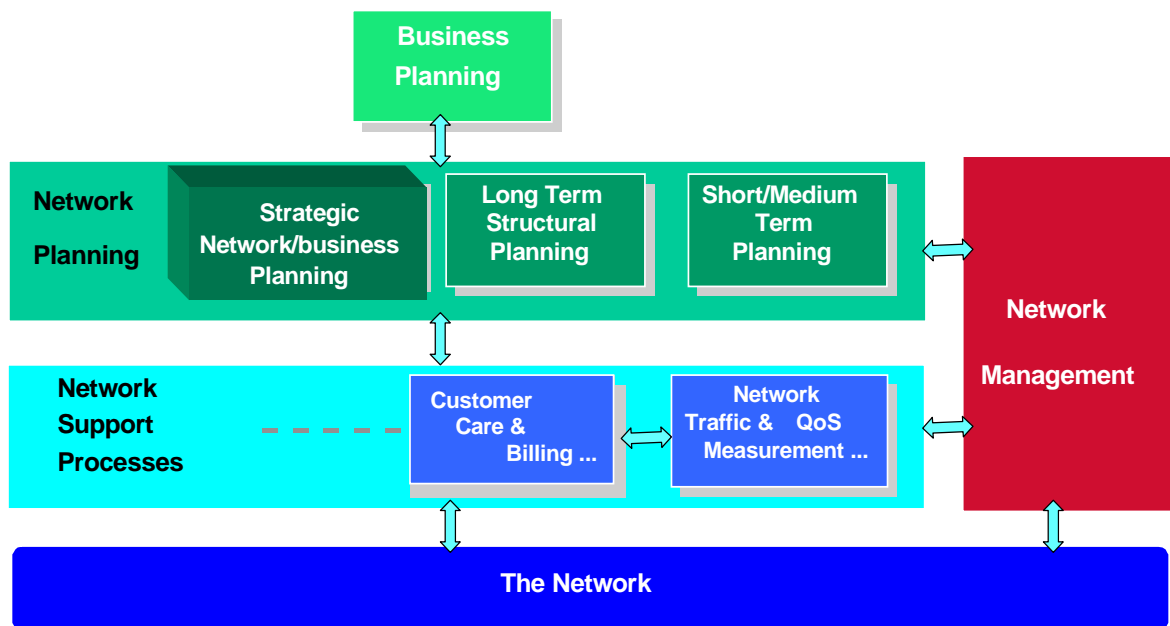 Business
Planning
Network
Planning
Strategic
Network/business
Planning
Long Term
Structural
Planning
Short/Medium
Term
Planning
Network
Management
Network
Support
Processes
Customer
Care &
Billing ...
Network
Traffic & QoS
Measurement ...
The Network